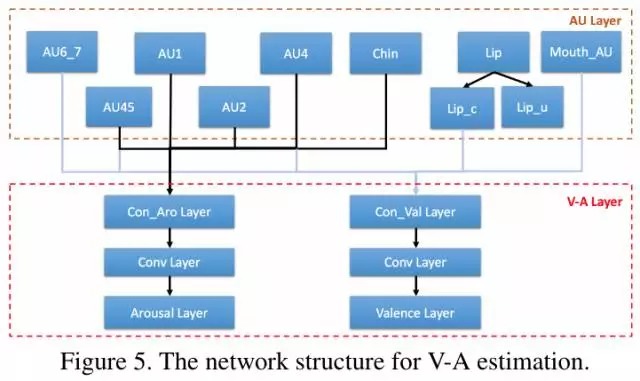 AU Layer
AU6_7
AU1
AU4
Chin
Lip
Mouth_AU
AU45
AU2
Lip_c
Lip_u
V-A Layer
Con_Aro Layer
Con_Val Layer
Conv Layer
Conv Layer
Arousal Layer
Valence Layer
Figure 5. The network structure for V-A estimation.